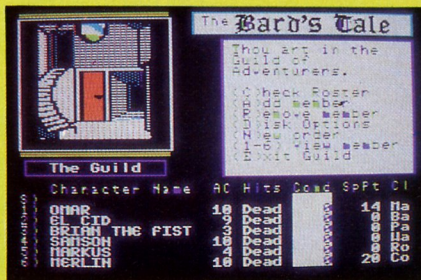 The Bard's Tale
Thou art in the
Guild of
Adventurers.
(C)heck Roster
(A)dd member
(R)emove member
(D)isk Options
(N)ew order
(1-6) View member
(E)xit Guild
The Guild
Character Name AC Hits Cond SpPt Cl
OMAR 10 Dead 0 14 Ma
EL CID 9 Dead 0 Ba
BRIAN THE FIST 3 Dead 0 Pa
SAMSON 10 Dead 0 Wa
MARKUS 4 Dead 0 Ro
MERLIN 10 Dead 0 20 Co